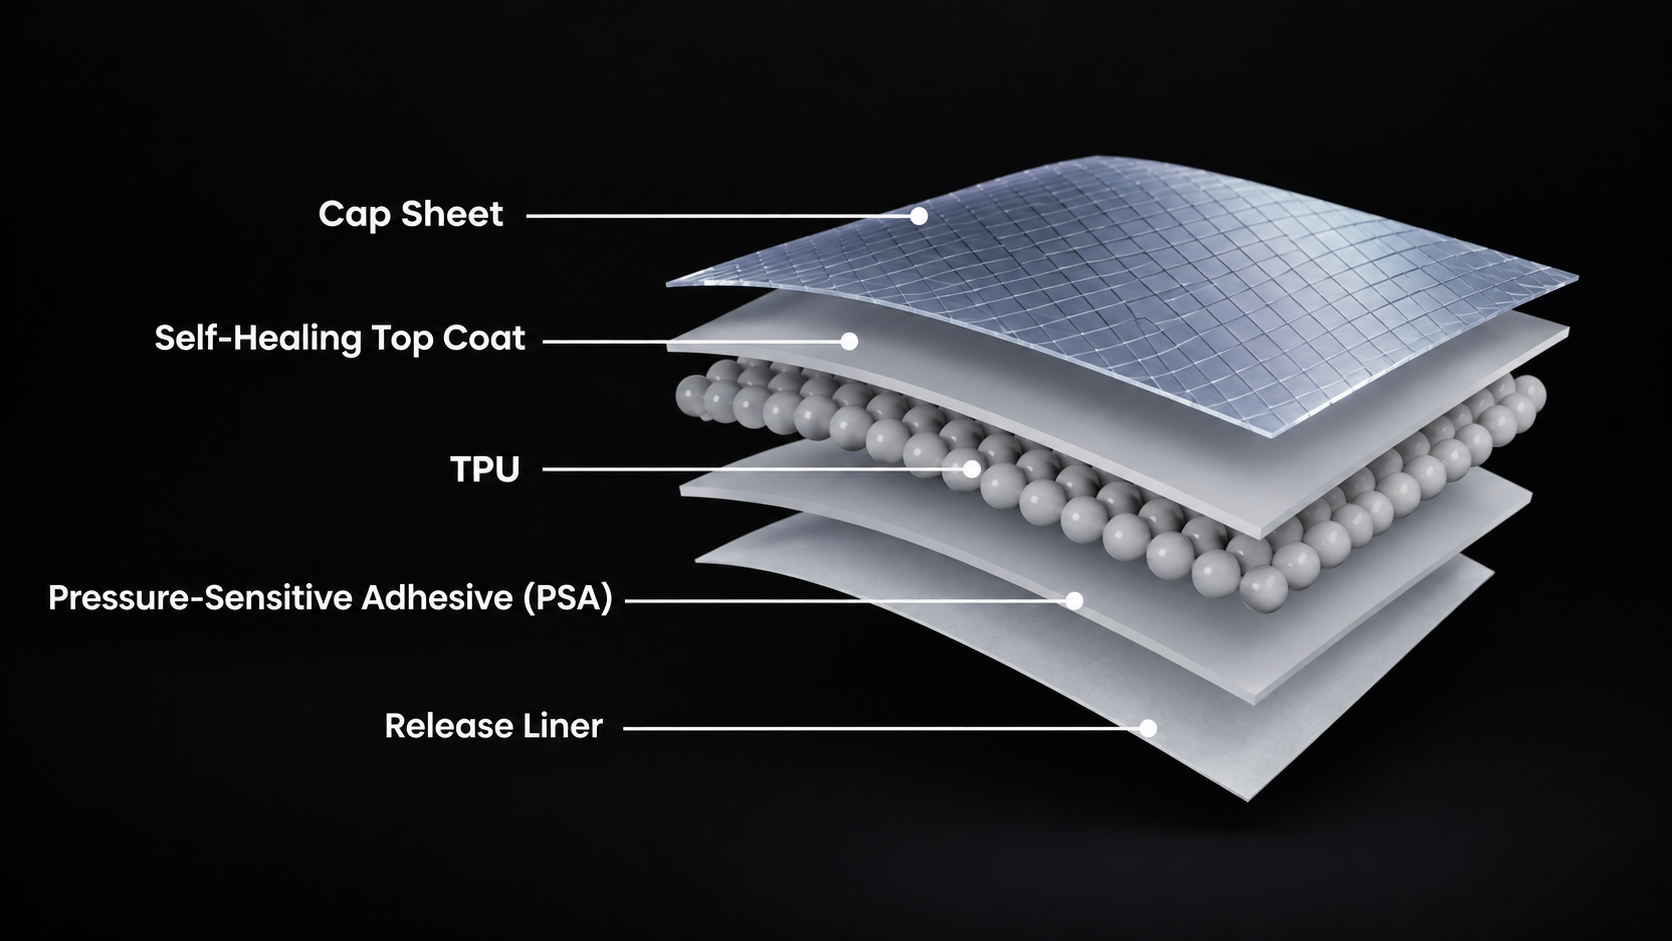 Cap Sheet
Self-Healing Top Coat
TPU
Pressure-Sensitive Adhesive (PSA)
Release Liner